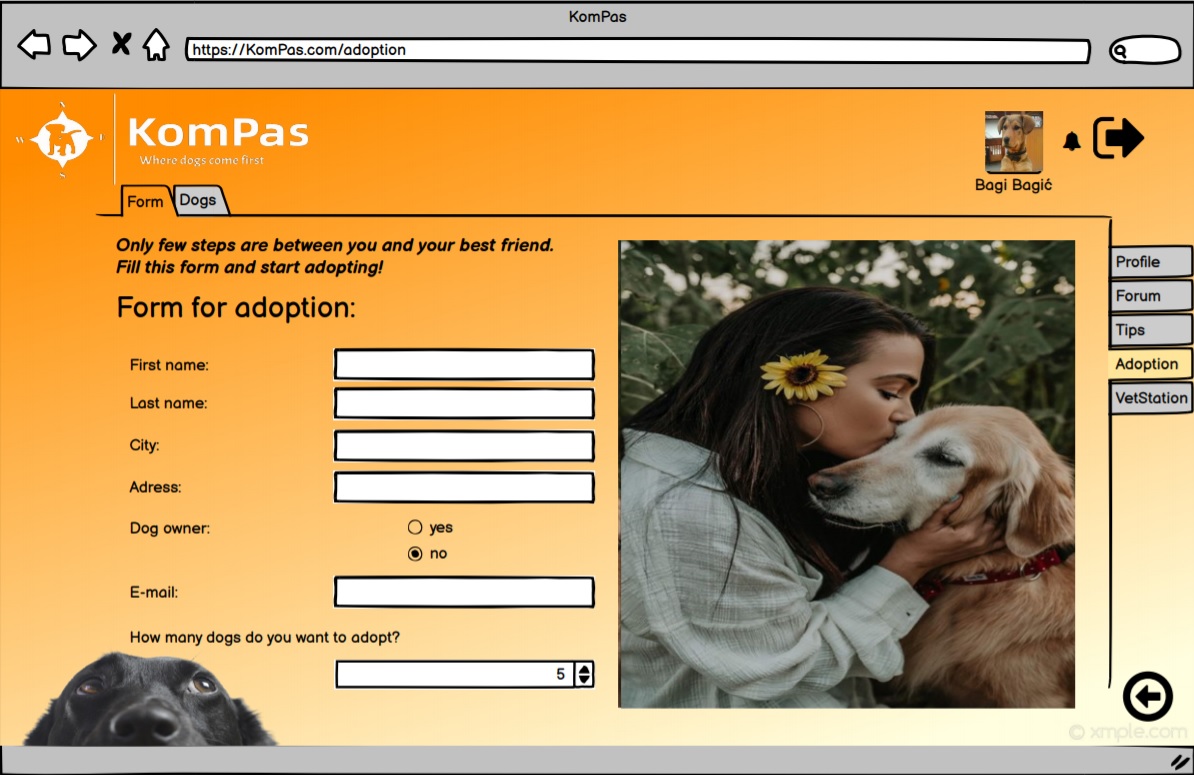 KomPas
https://KomPas.com/adoption
KomPas
Where dogs come first
Bagi Bagić
Form Dogs
Only few steps are between you and your best friend.
Fill this form and start adopting!
Form for adoption:
First name:
Last name:
City:
Adress:
Dog owner: yes
no
E-mail:
How many dogs do you want to adopt?
5
Profile
Forum
Tips
Adoption
VetStation
© xmple.com